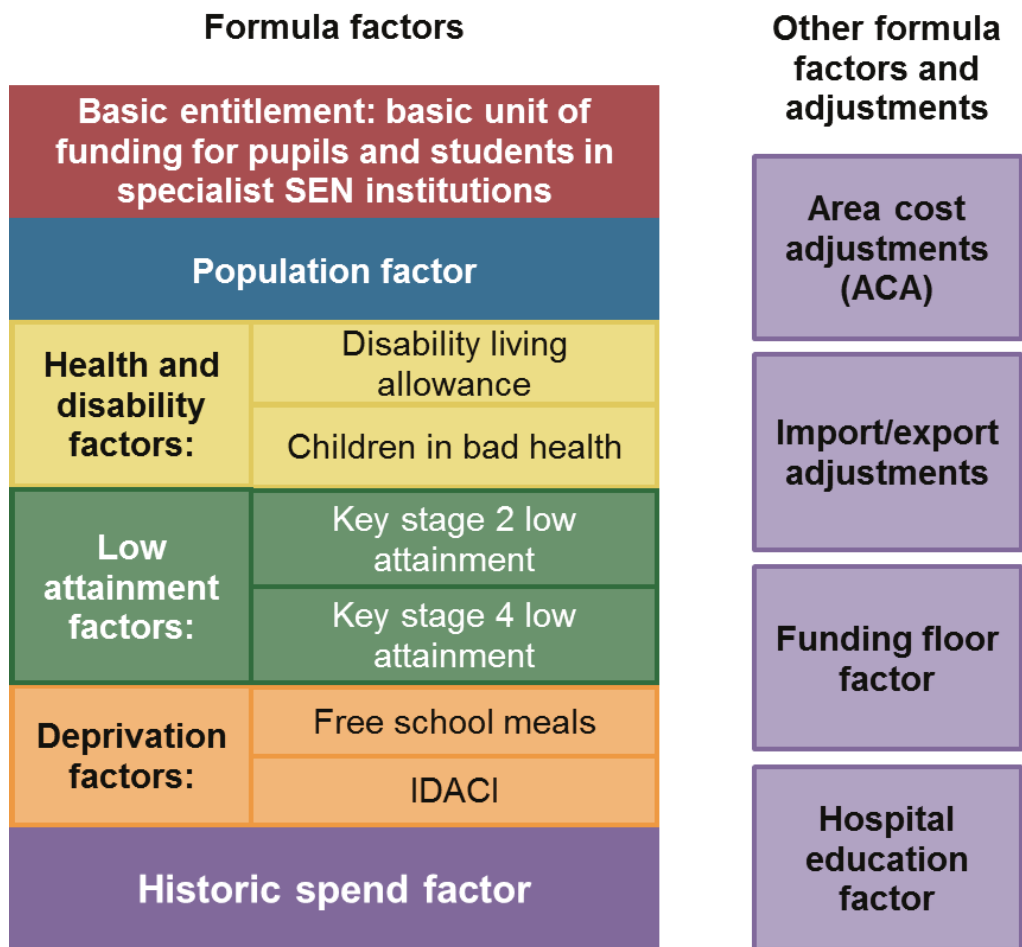 Formula factors
Basic entitlement: basic unit of
funding for pupils and students in
specialist SEN institutions
Population factor
Health and
disability
factors:
Disability living
allowance
Children in bad health
Low
attainment
factors:
Key stage 2 low
attainment
Key stage 4 low
attainment
Deprivation
factors:
Free school meals
IDACI
Historic spend factor
Other formula
factors and
adjustments
Area cost
adjustments
(ACA)
Import/export
adjustments
Funding floor
factor
Hospital
education
factor